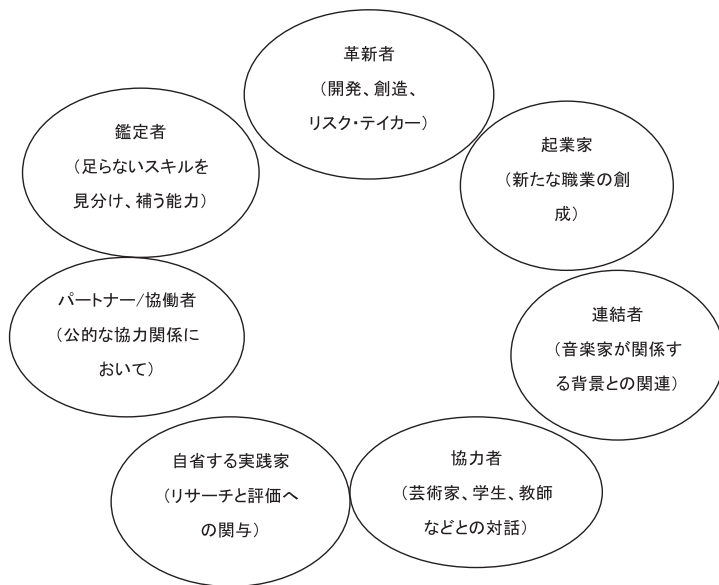 革新者
（開発、創造、
リスク・テイカー）
起業家
（新たな職業の創
成）
連結者
（音楽家が関係す
る背景との関連）
協力者
（芸術家、学生、教師
などとの対話）
自省する実践家
（リサーチと評価へ
の関与）
パートナー/協働者
（公的な協力関係に
おいて）
鑑定者
（足らないスキルを
見分け、補う能力）